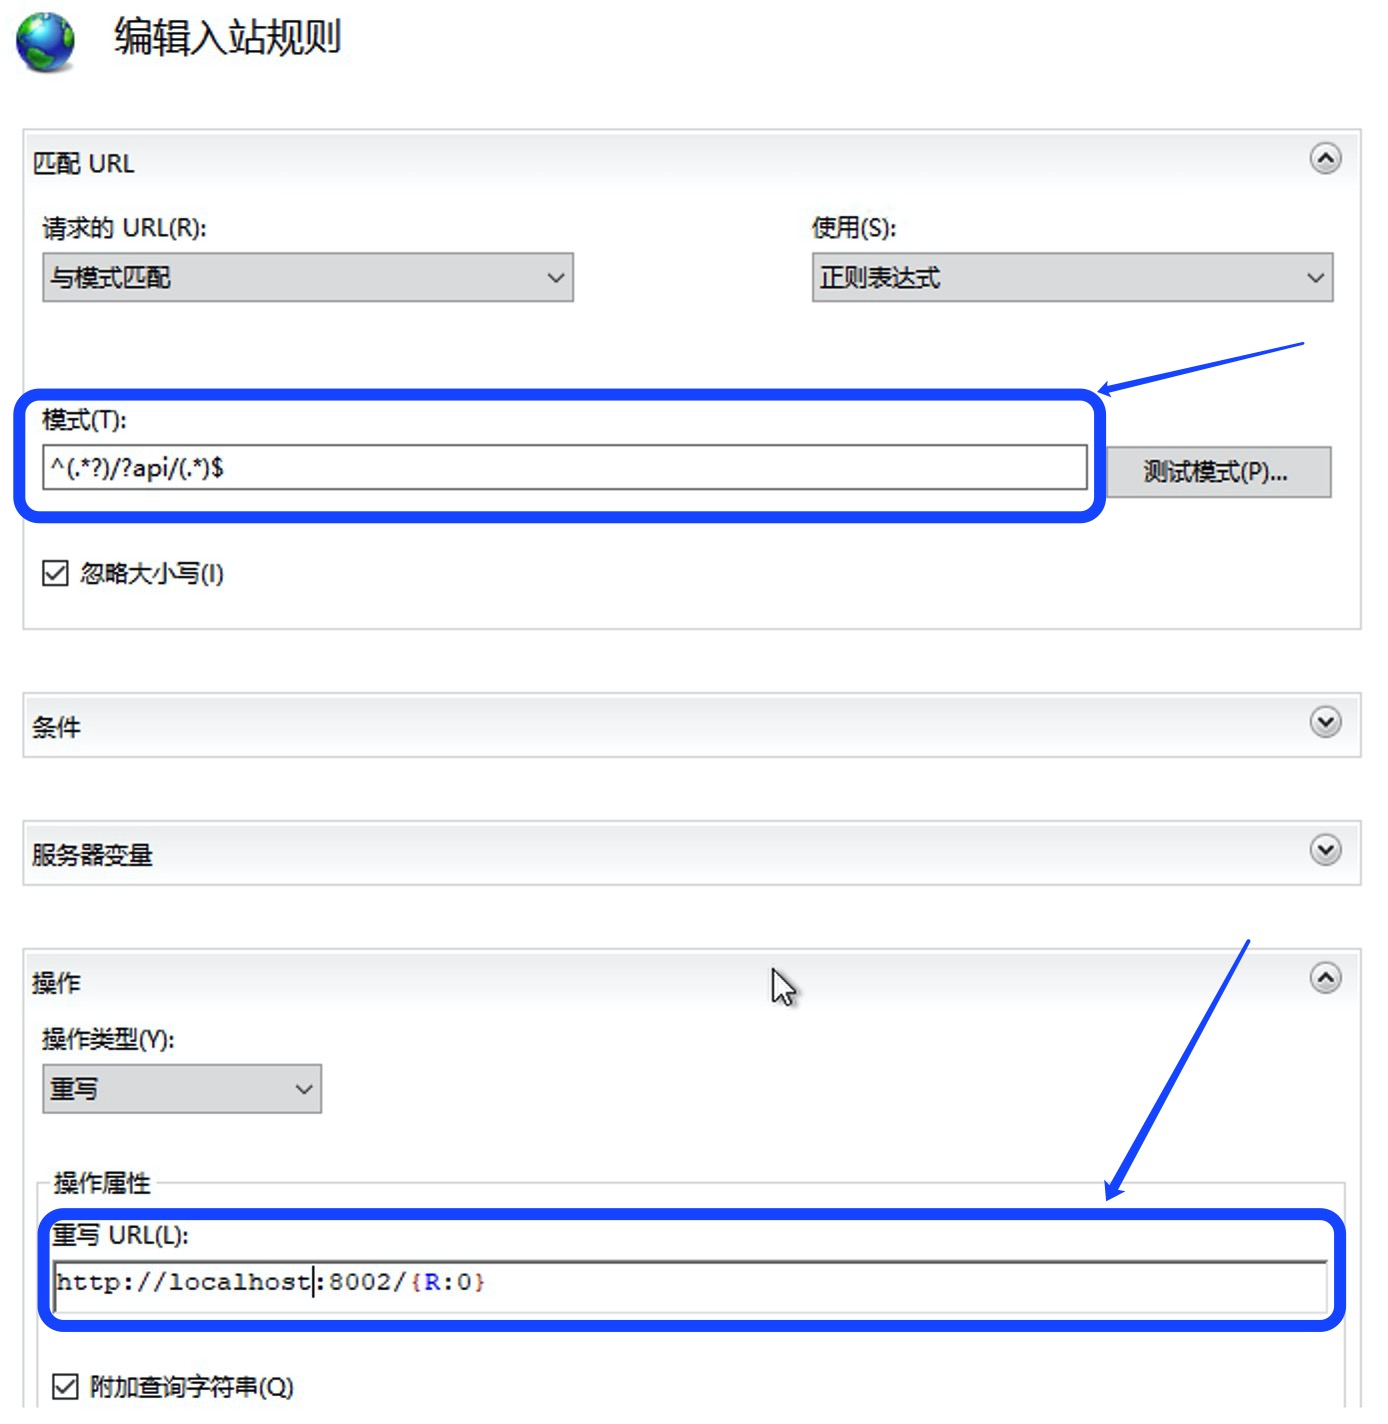 编辑入站规则
匹配 URL
请求的 URL(R):
使用(S):
与模式匹配
正则表达式
模式(T):
^(.*?)/?api/(.*)$
测试模式(P)...
忽略大小写(I)
条件
服务器变量
操作
操作类型(Y):
重写
操作属性
重写 URL(L):
http://localhost:8002/{R:0}
附加查询字符串(Q)